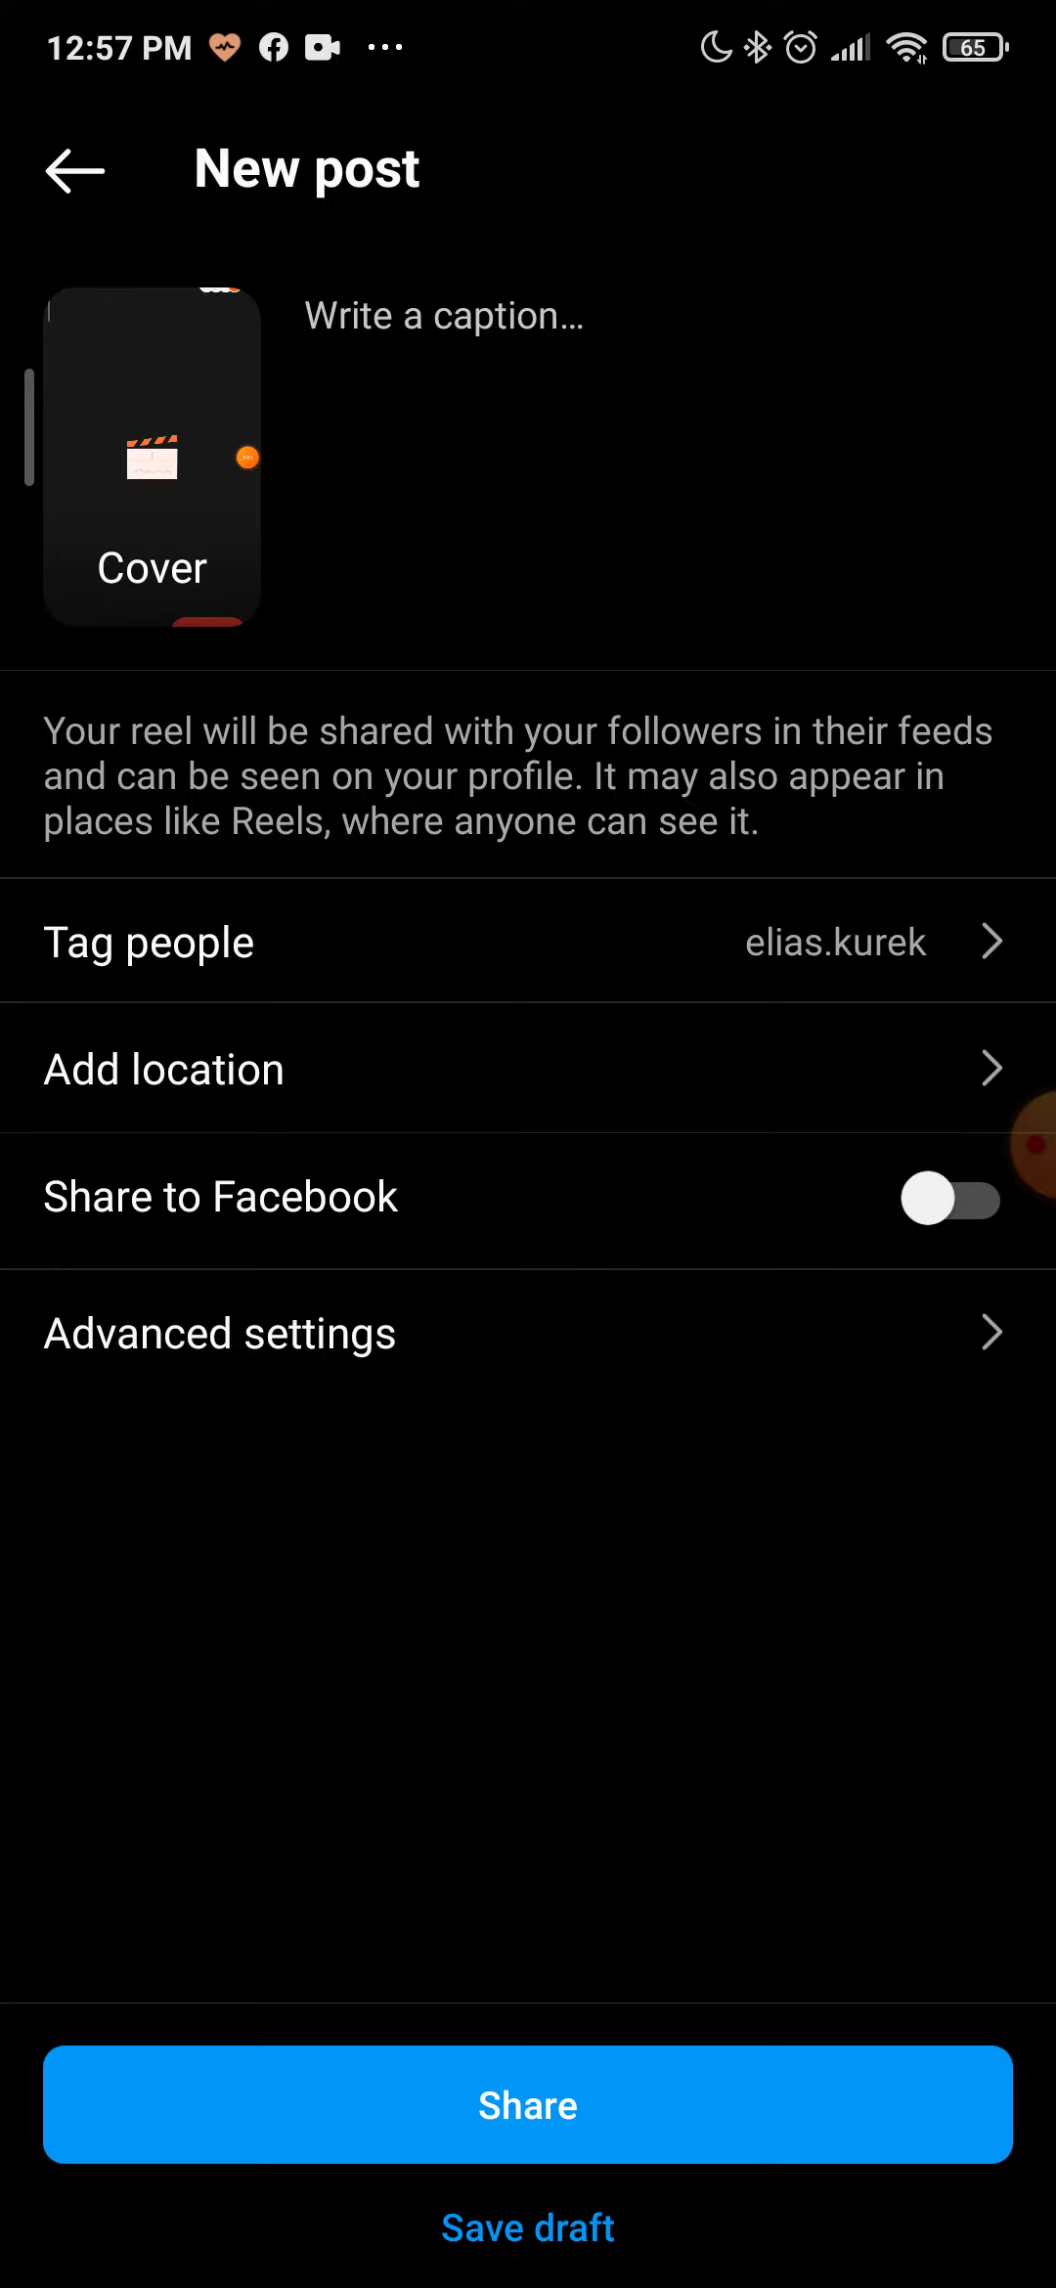 12:57 PM
65
New post
Write a caption...
Cover
Your reel will be shared with your followers in their feeds
and can be seen on your profile. It may also appear in
places like Reels, where anyone can see it.
Tag people
elias.kurek
Add location
Share to Facebook
Advanced settings
Share
Save draft